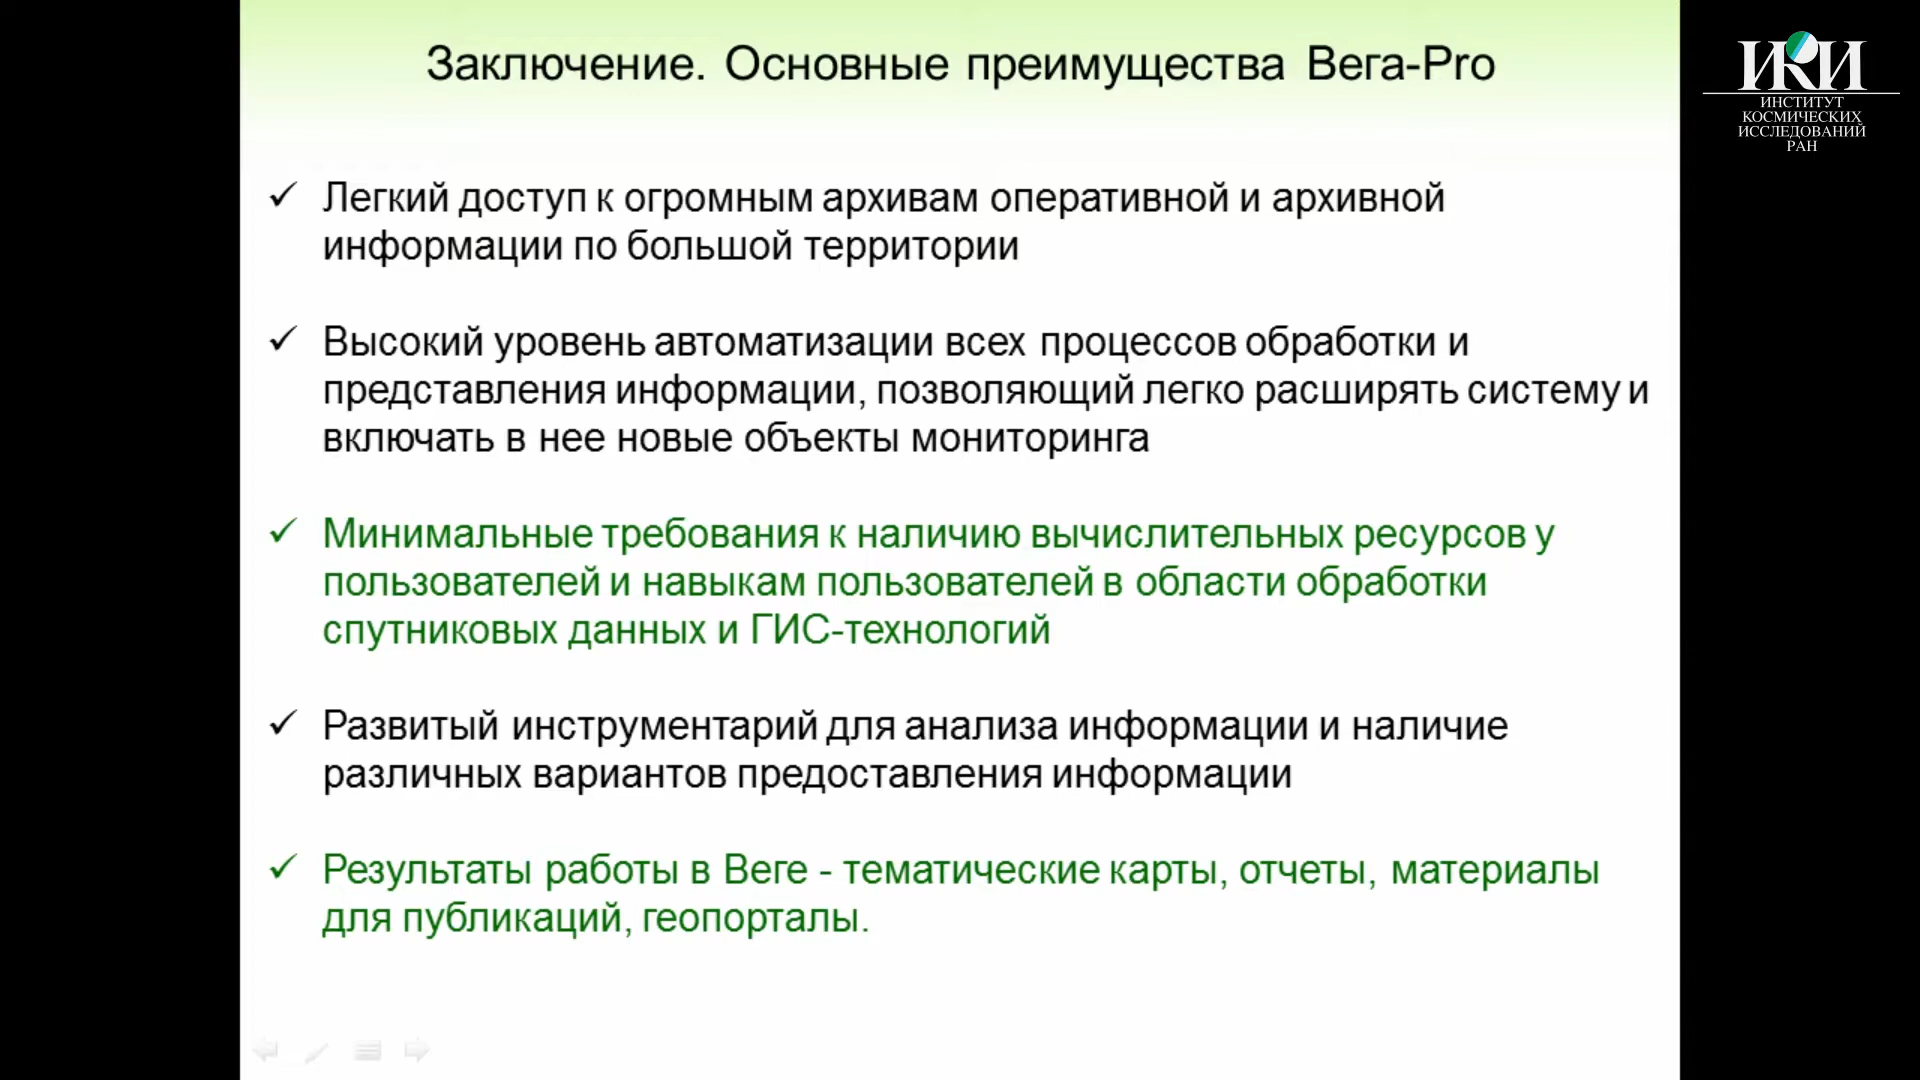 Заключение. Основные преимущества Вега-Pro
ИКИ
ИНСТИТУТ
КОСМИЧЕСКИХ
ИССЛЕДОВАНИЙ
РАН
✓ Легкий доступ к огромным архивам оперативной и архивной
информации по большой территории
✓ Высокий уровень автоматизации всех процессов обработки и
представления информации, позволяющий легко расширять систему и
включать в нее новые объекты мониторинга
✓ Минимальные требования к наличию вычислительных ресурсов у
пользователей и навыкам пользователей в области обработки
спутниковых данных и ГИС-технологий
✓ Развитый инструментарий для анализа информации и наличие
различных вариантов предоставления информации
✓ Результаты работы в Веге - тематические карты, отчеты, материалы
для публикаций, геопорталы.